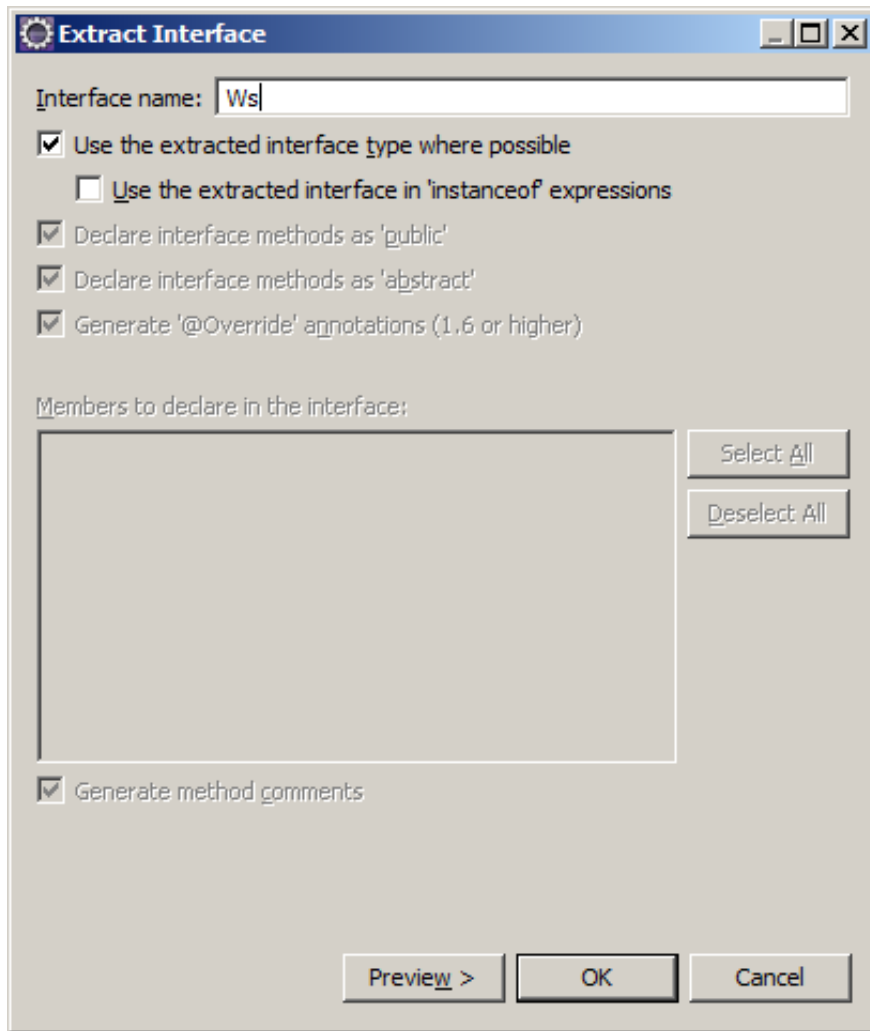 Extract Interface
Interface name: Ws
Use the extracted interface type where possible
Use the extracted interface in 'instanceof' expressions
Declare interface methods as 'public'
Declare interface methods as 'abstract'
Generate '@Override' annotations (1.6 or higher)
Members to declare in the interface:
Select All
Deselect All
Generate method comments
Preview > OK Cancel